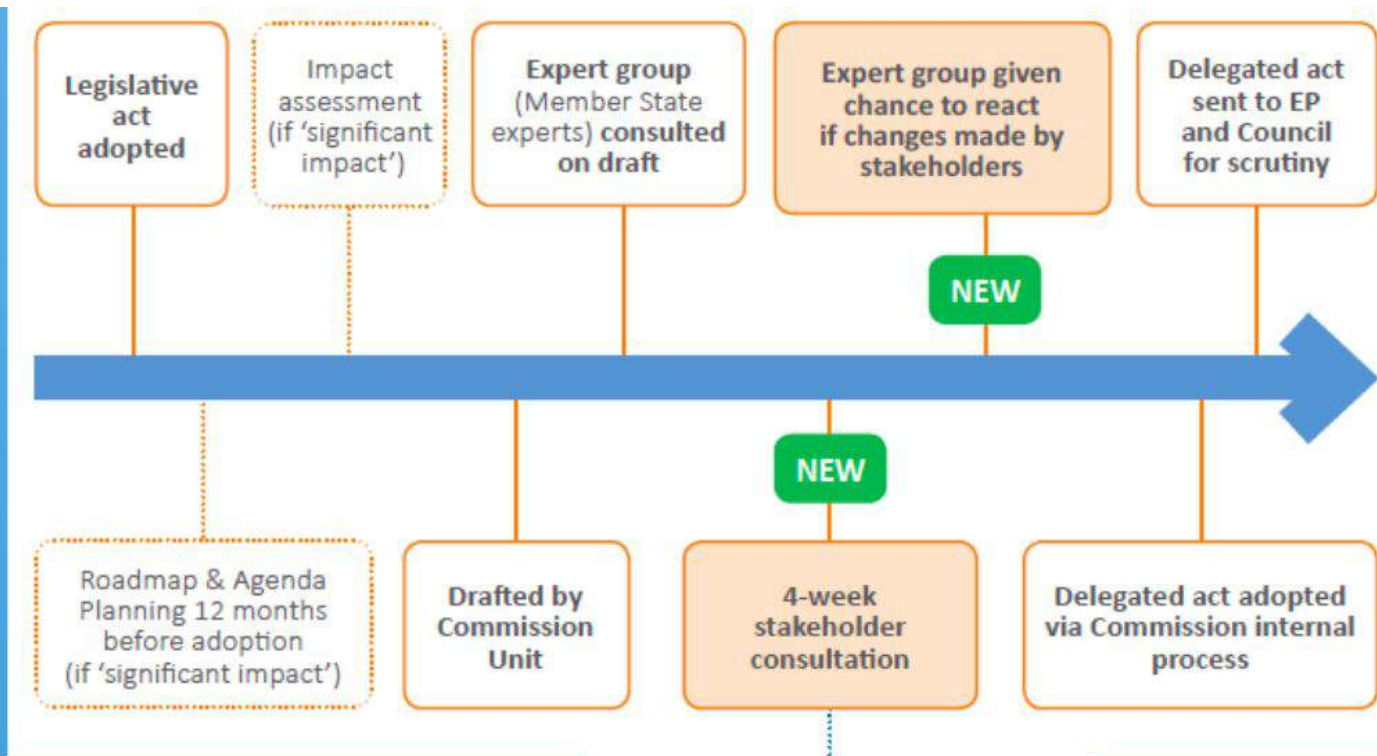 Legislative
act
adopted
Impact
assessment
(if ‘significant
impact’)
Expert group
(Member State
experts) consulted
on draft
Expert group given
chance to react
if changes made by
stakeholders
Delegated act
sent to EP
and Council
for scrutiny
NEW
NEW
Roadmap & Agenda
Planning 12 months
before adoption
(if ‘significant impact’)
Drafted by
Commission
Unit
4-week
stakeholder
consultation
Delegated act adopted
via Commission internal
process